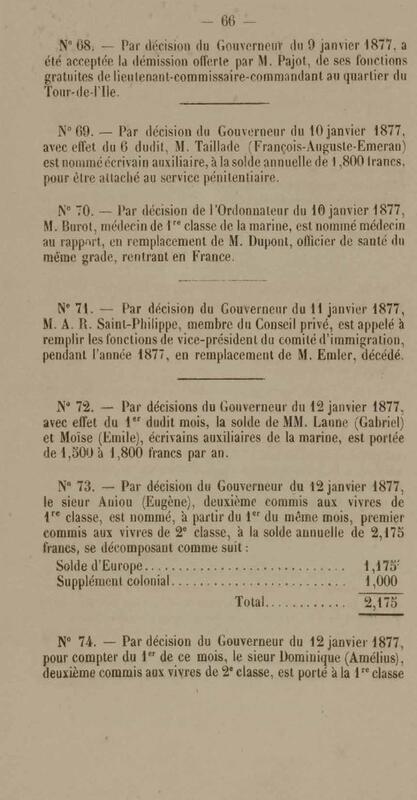 — 66 —
N° 68. — Par décision du Gouverneur du 9 janvier 1877, a
été acceptée la démission offerte par M. Pajot, de ses fonctions
gratuites de lieutenant-commissaire-commandant au quartier du
Tour-de-l'Ile.
N° 69. — Par décision du Gouverneur du 10 janvier 1877,
avec effet du 6 dudit, M. Taillade (François-Auguste-Emeran)
est nommé écrivain auxiliaire, à la solde annuelle de 1,800 francs,
pour être attaché au service pénitentiaire.
N° 70. — Par décision de l'Ordonnateur du 10 janvier 1877,
M. Burot, médecin de 1re classe de la marine, est nommé médecin
au rapport, en remplacement de M. Dupont, officier de santé du
même grade, rentrant en France.
N° 71. — Par décision du Gouverneur du 11 janvier 1877,
M. A. R. Saint-Philippe, membre du Conseil privé, est appelé à
remplir les fonctions de vice-président du comité d'immigration,
pendant l'année 1877, en remplacement de M. Emler, décédé.
N° 72. — Par décisions du Gouverneur du 12 janvier 1877,
avec effet du 1er dudit mois, la solde de MM. Lanne (Gabriel)
et Moïse (Emile), écrivains auxiliaires de la marine, est portée
de 1,500 à 1,800 francs par an.
N° 73. — Par décision du Gouverneur du 12 janvier 1877,
le sieur Aniou (Eugène), deuxième commis aux vivres de
1re classe, est nommé, à partir du 1er du même mois, premier
commis aux vivres de 2e classe, à la solde annuelle de 2,175
francs, se décomposant comme suit :
Solde d'Europe........................ 1,175f
Supplément colonial.................... 1,000
Total............ 2,175
N° 74. — Par décision du Gouverneur du 12 janvier 1877,
pour compter du 1er de ce mois, le sieur Dominique (Amélius),
deuxième commis aux vivres de 2e classe, est porté à la 1re classe